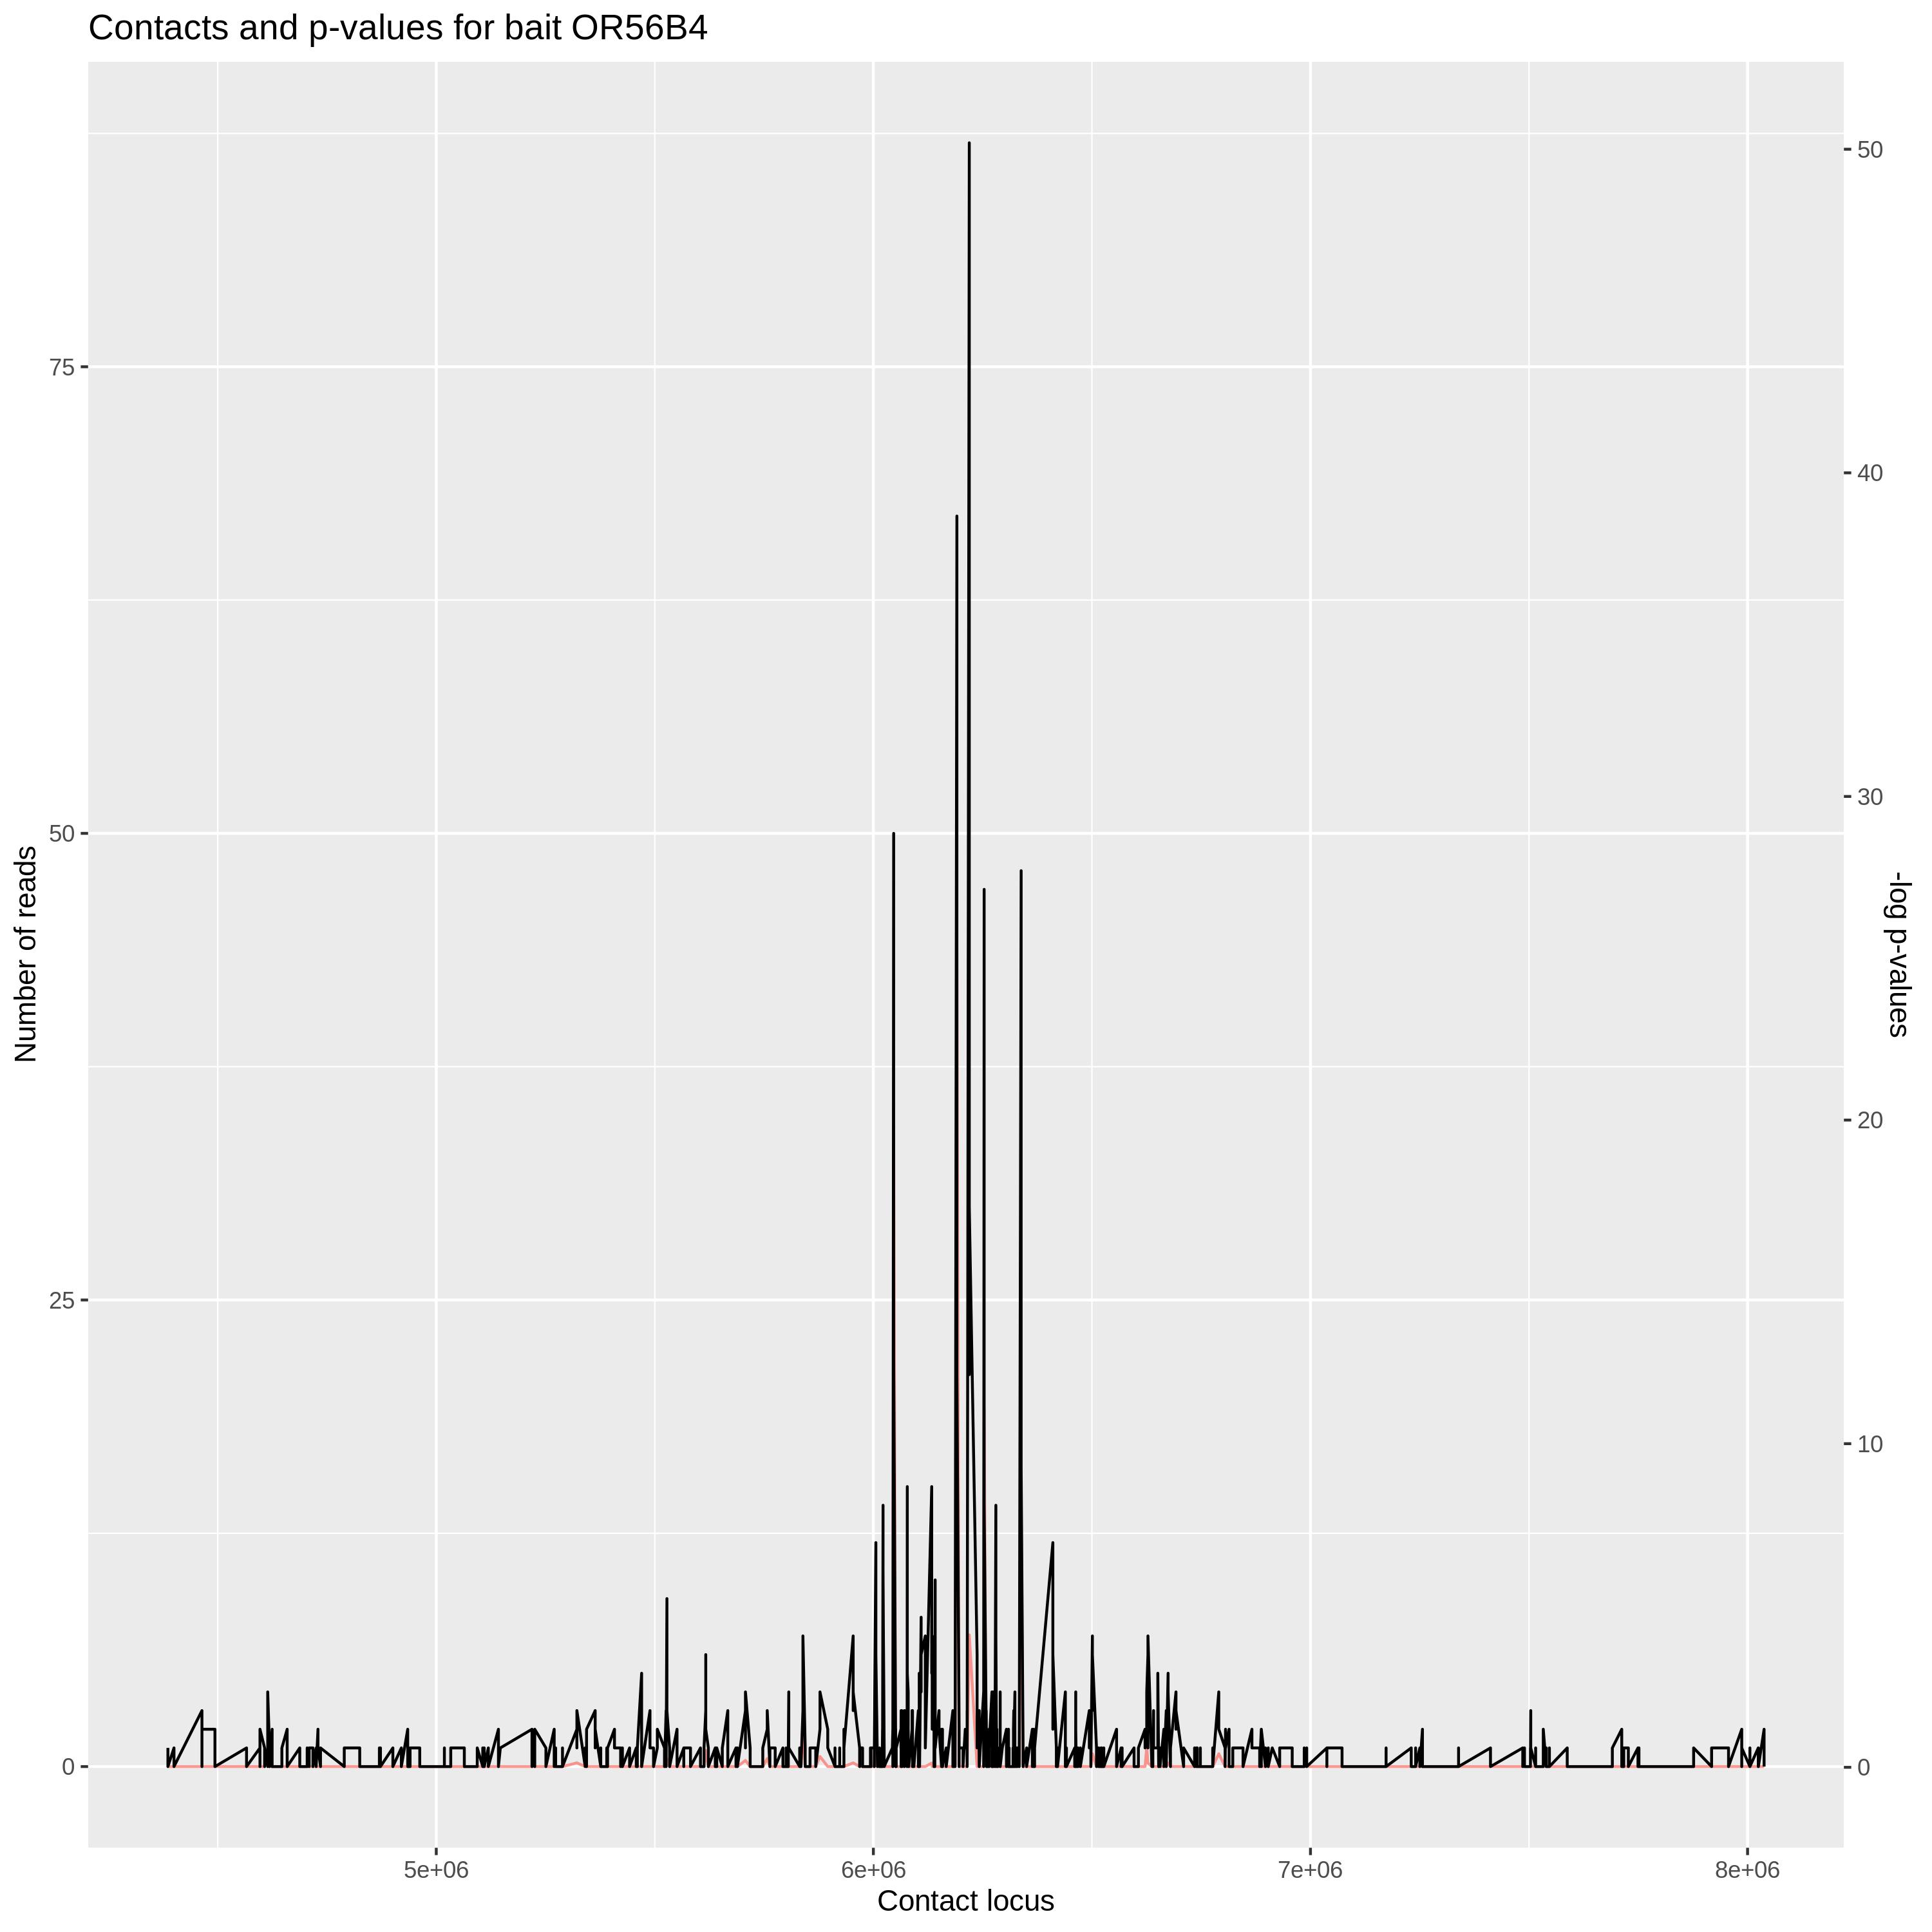 Contacts and p-values for bait OR56B4
75
50
25
0
Number of reads
50
40
30
20
10
0
-log p-values
5e+06
6e+06
7e+06
8e+06
Contact locus